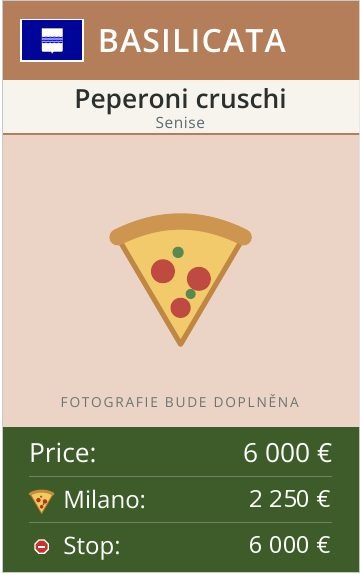 BASILICATA
Peperoni cruschi
Senise
FOTOGRAFIE BUDE DOPLNĚNA
Price: 6 000 €
Milano: 2 250 €
Stop: 6 000 €